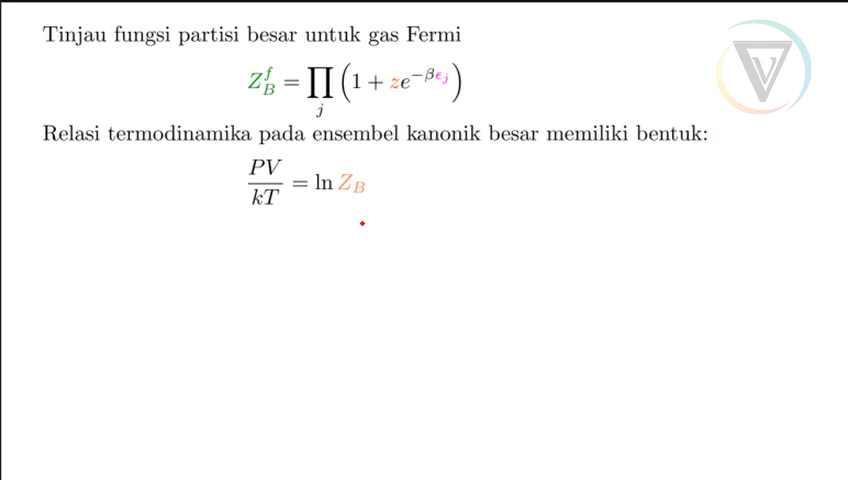 Tinjau fungsi partisi besar untuk gas Fermi
Z_B^f = ∏_j (1 + ze^{−βϵ_j})
Relasi termodinamika pada ensembel kanonik besar memiliki bentuk:
PV/kT = ln Z_B